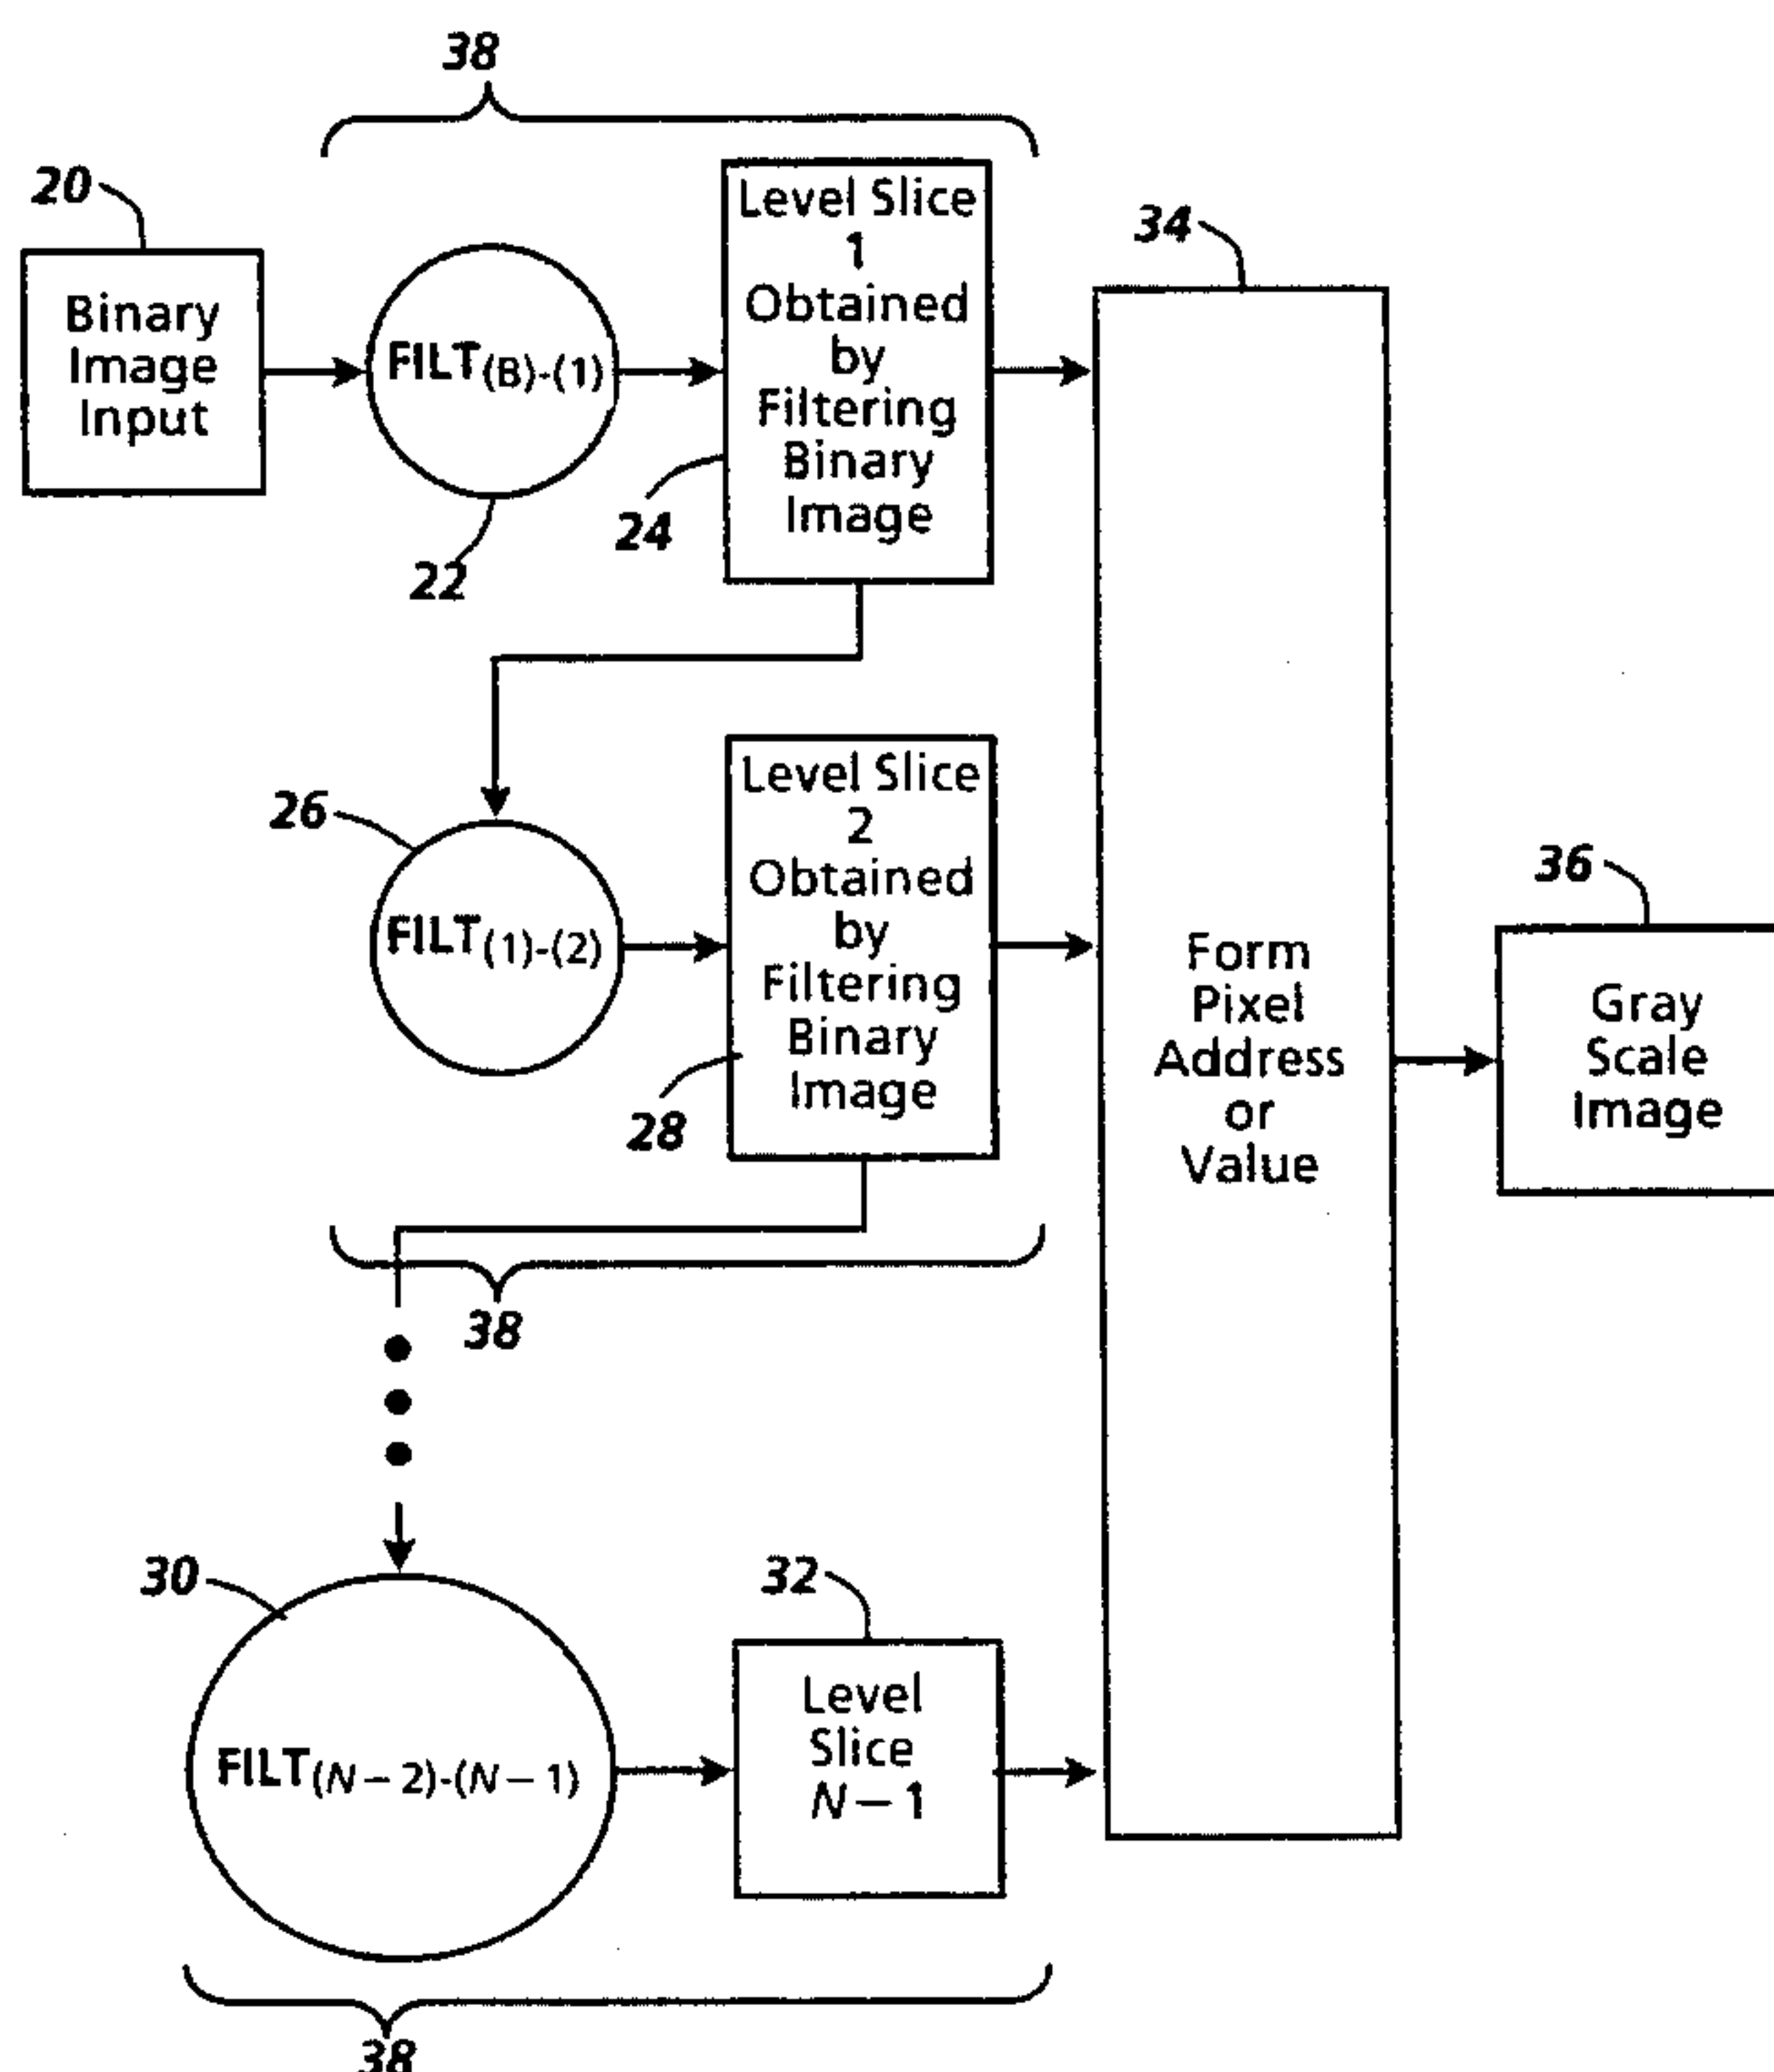 38
20
Binary
Image
Input
FILT(B)-(1)
22
24
Level Slice
1
Obtained
by
Filtering
Binary
Image
34
26
FILT(1)-(2)
28
Level Slice
2
Obtained
by
Filtering
Binary
Image
38
Form
Pixel
Address
or
Value
36
Gray
Scale
Image
30
FILT(N – 2)-(N – 1)
32
Level
Slice
N – 1
38